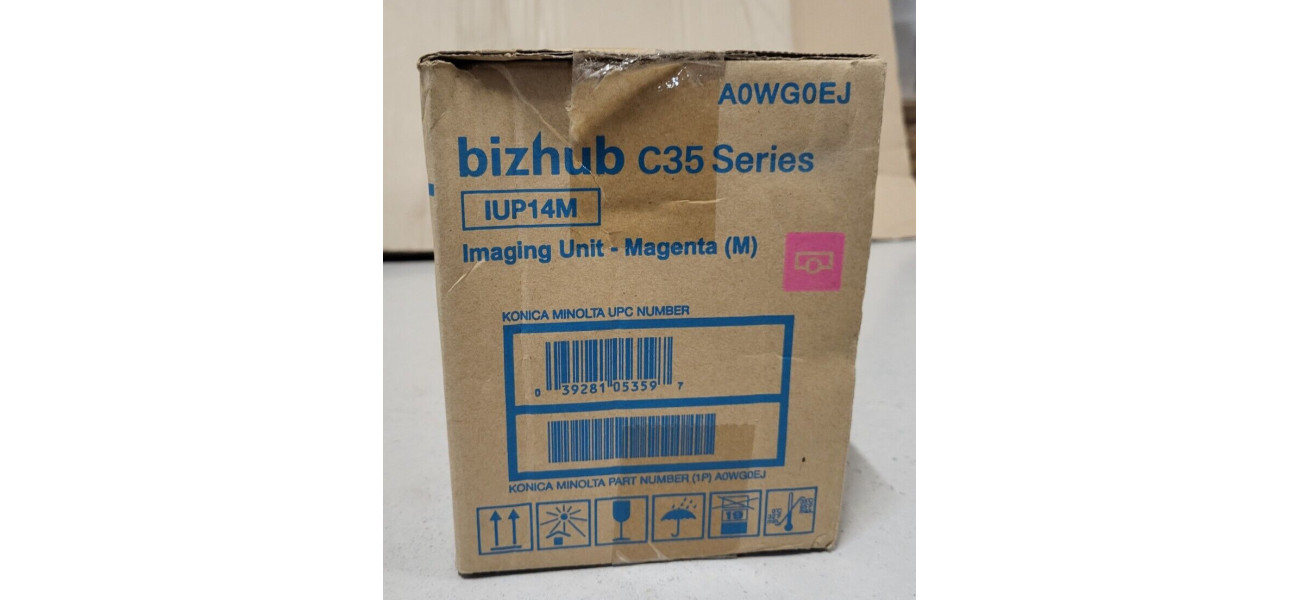 A0WG0EJ
bizhub C35 Series
IUP14M
Imaging Unit - Magenta (M)
KONICA MINOLTA UPC NUMBER
0 39281 05359 7
KONICA MINOLTA PART NUMBER (1P) A0WG0EJ
10